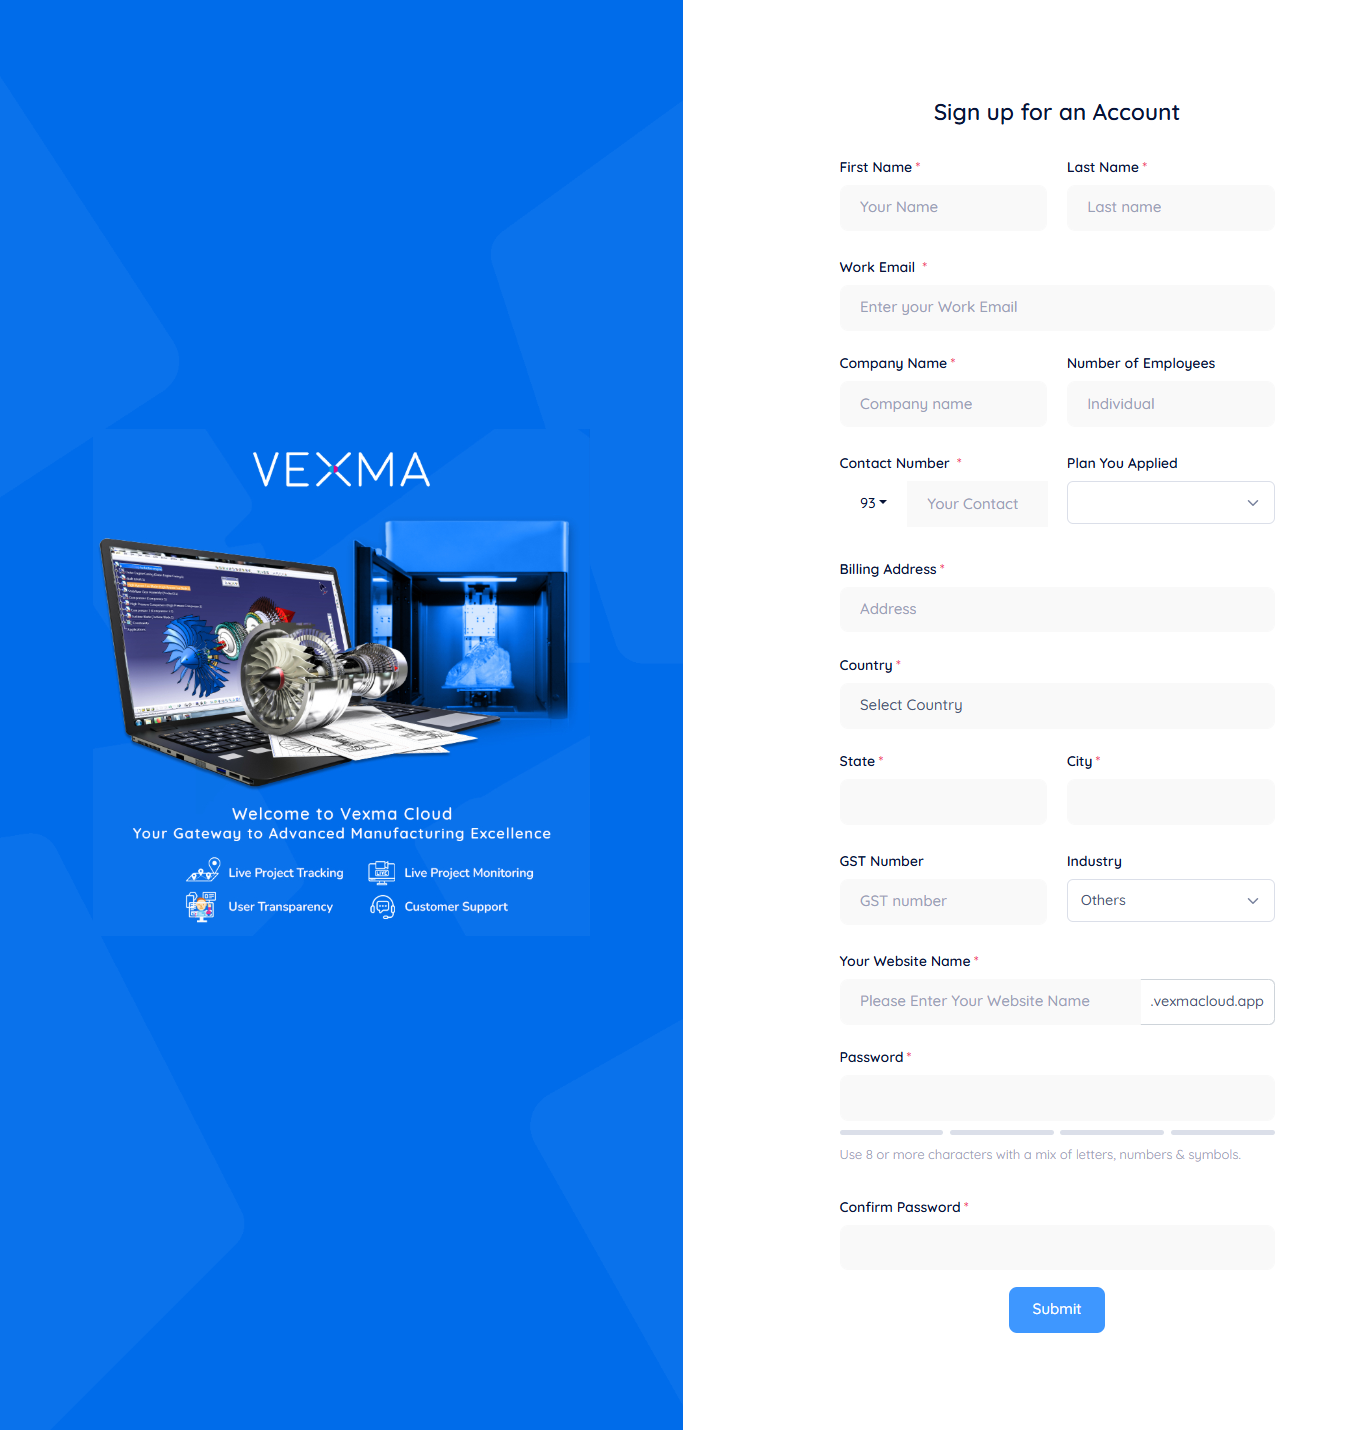 VEXMA
Welcome to Vexma Cloud
Your Gateway to Advanced Manufacturing Excellence
Live Project Tracking
Live Project Monitoring
User Transparency
Customer Support
Sign up for an Account
First Name *
Last Name *
Your Name
Last name
Work Email *
Enter your Work Email
Company Name *
Number of Employees
Company name
Individual
Contact Number *
Plan You Applied
93
Your Contact
Billing Address *
Address
Country *
Select Country
State *
City *
GST Number
Industry
GST number
Others
Your Website Name *
Please Enter Your Website Name
.vexmacloud.app
Password *
Use 8 or more characters with a mix of letters, numbers & symbols.
Confirm Password *
Submit